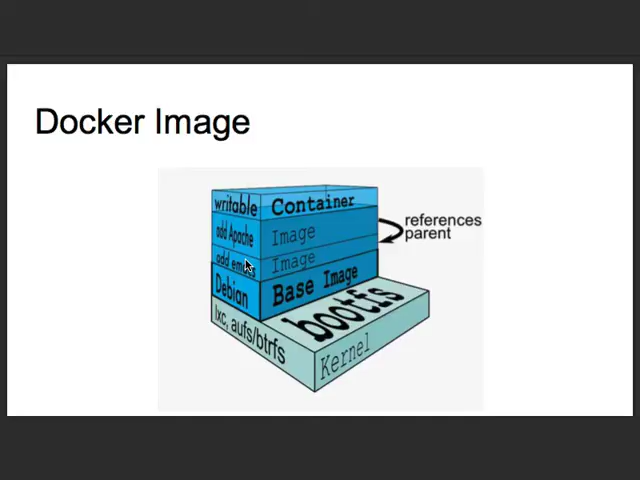 Docker Image
writable Container
add Apache Image
references
parent
add emacs Image
Debian Base Image
bootfs
lxc, aufs/btrfs
Kernel